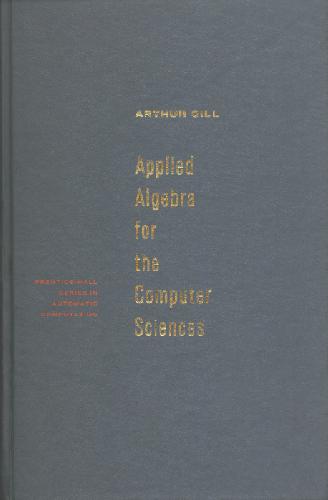 ARTHUR GILL
Applied
Algebra
for
the
Computer
Sciences
PRENTICE-HALL
SERIES IN
AUTOMATIC
COMPUTATION